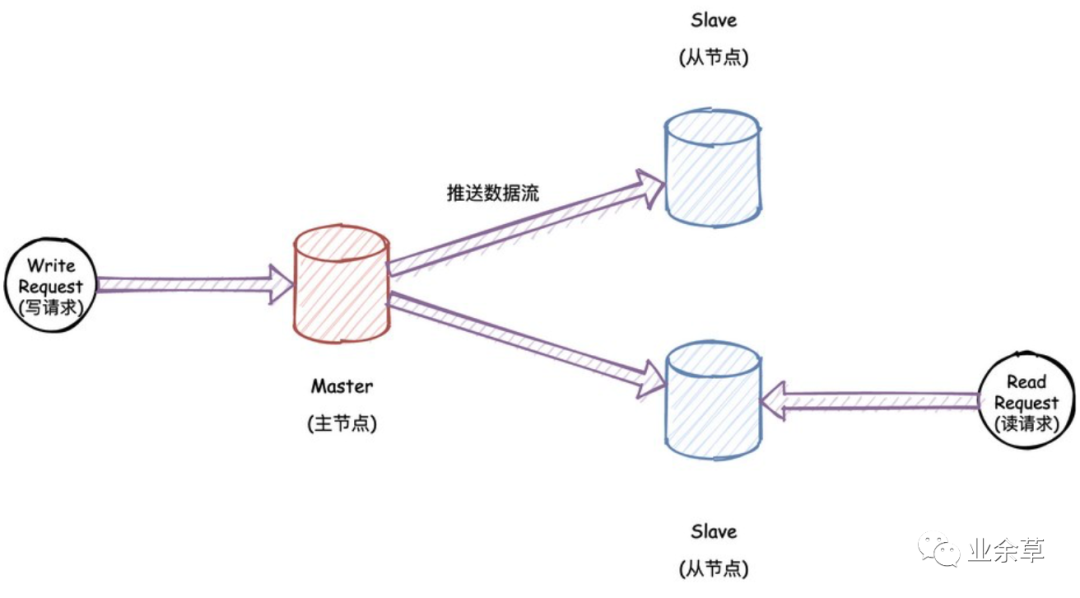 Slave
(从节点)
推送数据流
Write
Request
(写请求)
Master
(主节点)
Read
Request
(读请求)
Slave
(从节点)
业余草